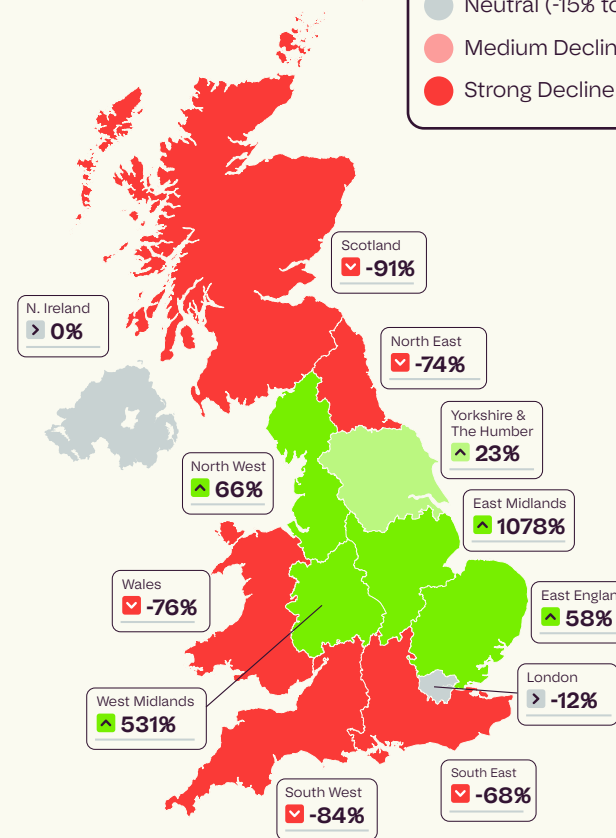 Neutral (-15% to
Medium Declin
Strong Decline
Scotland
-91%
N. Ireland
0%
North East
-74%
Yorkshire &
The Humber
23%
North West
66%
East Midlands
1078%
Wales
-76%
East Englan
58%
London
-12%
West Midlands
531%
South East
-68%
South West
-84%